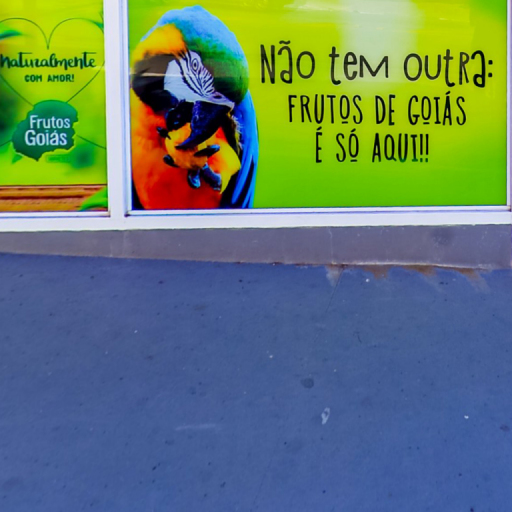 Naturalmente
COM AMOR!
Frutos
Goiás
Não tem outra:
FRUTOS DE GOIÁS
É SÓ AQUI!!